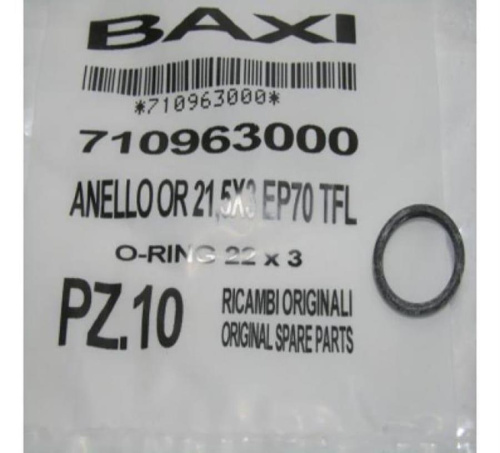 BAXI
*710963000*
710963000
ANELLO OR 21,5X3 EP70 TFL
O-RING 22 x 3
PZ.10
RICAMBI ORIGINALI
ORIGINAL SPARE PARTS